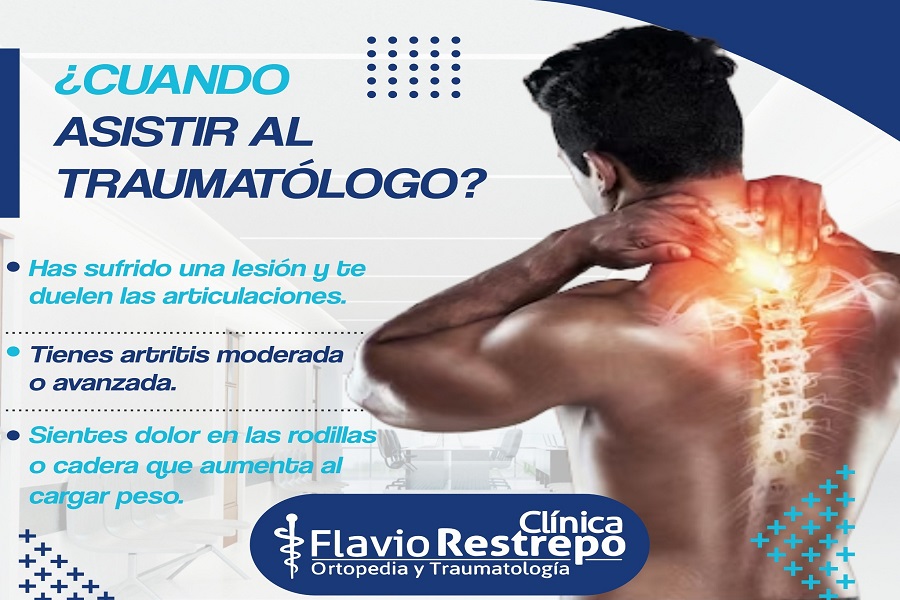 ¿CUANDO
ASISTIR AL
TRAUMATÓLOGO?
Has sufrido una lesión y te
duelen las articulaciones.
Tienes artritis moderada
o avanzada.
Sientes dolor en las rodillas
o cadera que aumenta al
cargar peso.
Clínica
Flavio Restrepo
Ortopedia y Traumatología